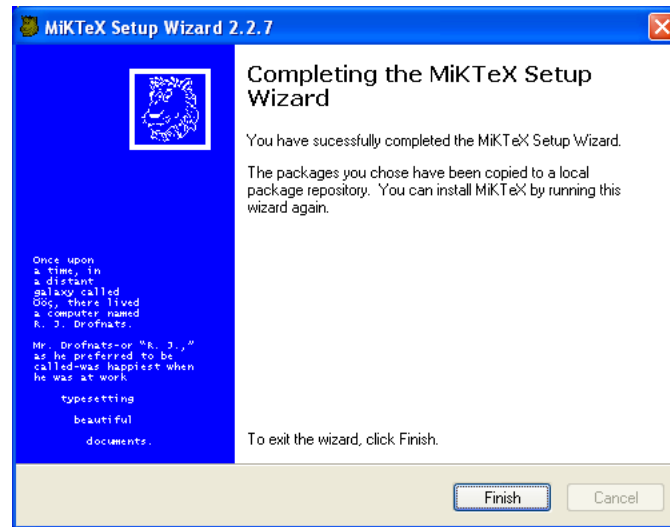 MiKTeX Setup Wizard 2.2.7
Completing the MiKTeX Setup
Wizard
You have sucessfully completed the MiKTeX Setup Wizard.
The packages you chose have been copied to a local
package repository. You can install MiKTeX by running this
wizard again.
Once upon
a time, in
a distant
galaxy called
Ööç, there lived
a computer named
R. J. Drofnats.
Mr. Drofnats-or "R. J.,"
as he preferred to be
called-was happiest when
he was at work
typesetting
beautiful
documents.
To exit the wizard, click Finish.
Finish
Cancel